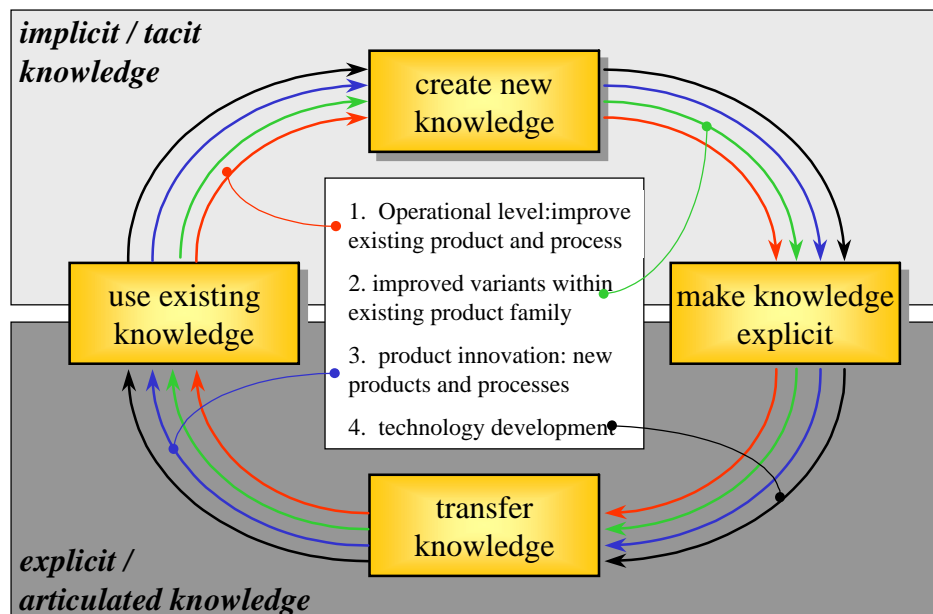 implicit / tacit
knowledge
create new
knowledge
1. Operational level:improve
existing product and process
2. improved variants within
existing product family
3. product innovation: new
products and processes
4. technology development
use existing
knowledge
make knowledge
explicit
transfer
knowledge
explicit /
articulated knowledge